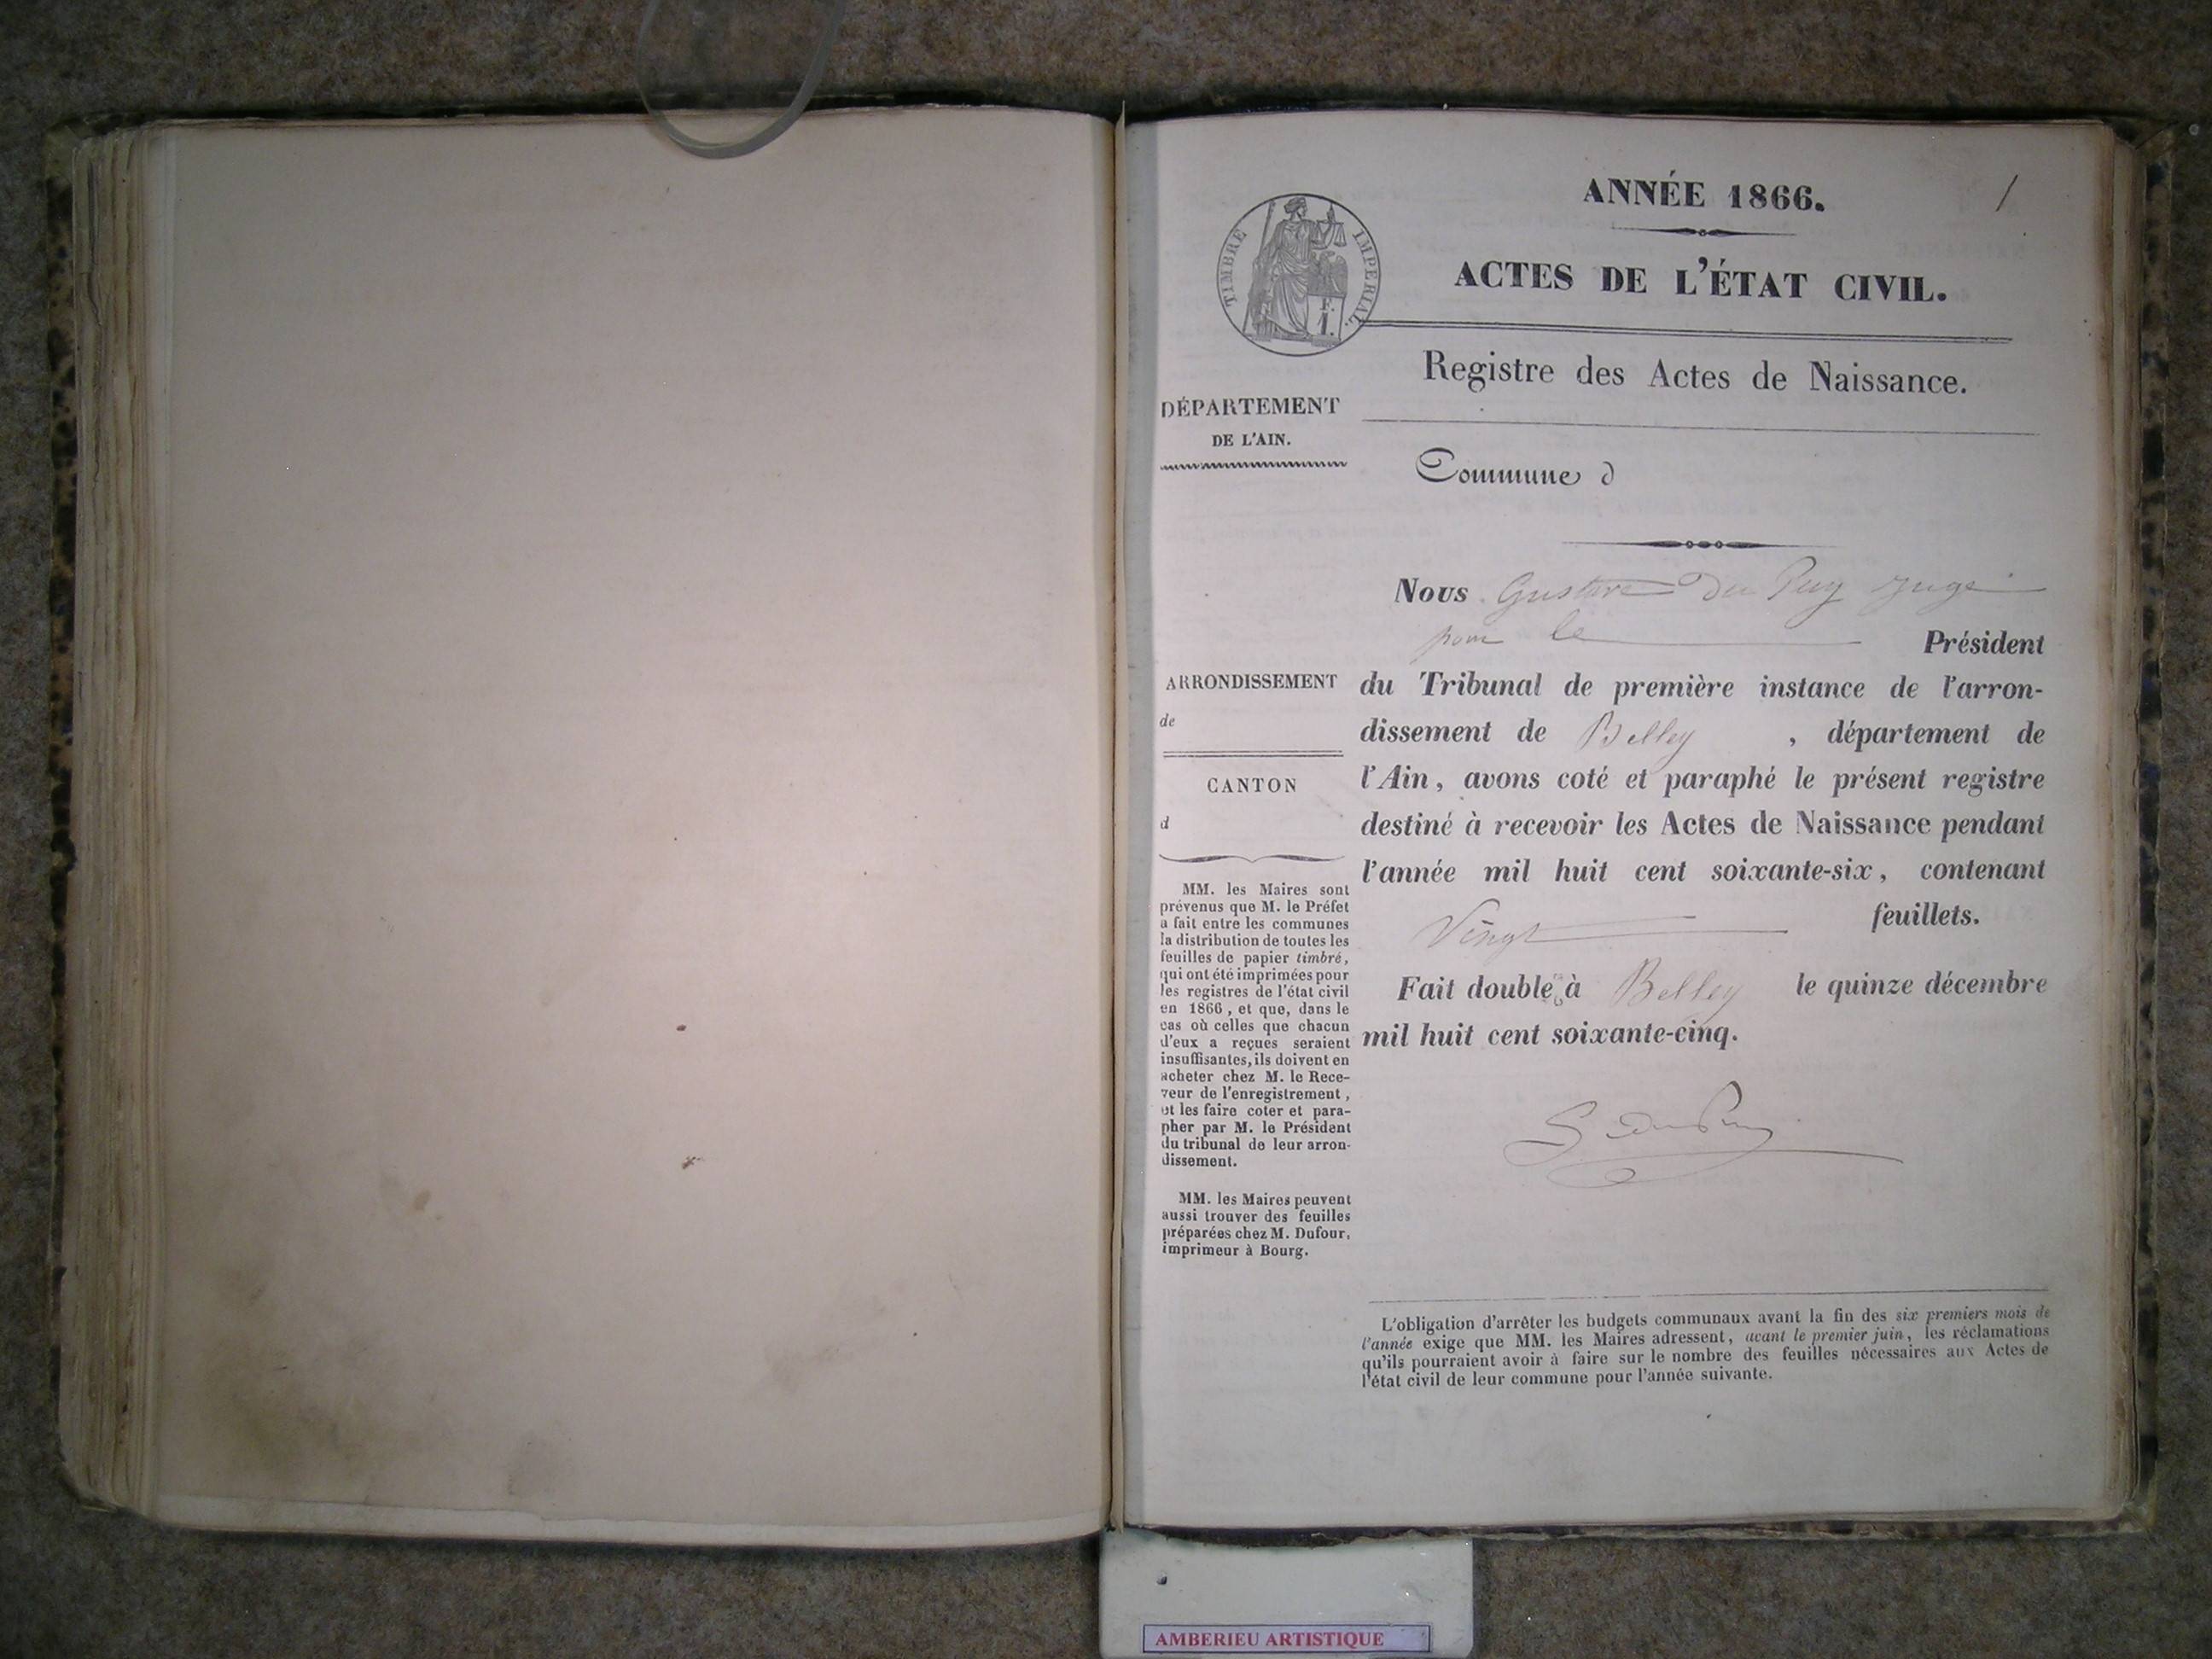 ANNÉE 1866.
1
TIMBRE IMPÉRIAL.
F.
1.
ACTES DE L'ÉTAT CIVIL.
Registre des Actes de Naissance.
DÉPARTEMENT
DE L'AIN.
Commune d
Nous Gustave Du Puy juge
pour le Président
du Tribunal de première instance de l'arron-
dissement de Belley , département de
l'Ain, avons coté et paraphé le présent registre
destiné à recevoir les Actes de Naissance pendant
l'année mil huit cent soixante-six, contenant
Vingt feuillets.
Fait double à Belley le quinze décembre
mil huit cent soixante-cinq.
G Du Puy
ARRONDISSEMENT
de
CANTON
d
MM. les Maires sont
prévenus que M. le Préfet
a fait entre les communes
la distribution de toutes les
feuilles de papier timbré,
qui ont été imprimées pour
les registres de l'état civil
en 1866, et que, dans le
cas où celles que chacun
d'eux a reçues seraient
insuffisantes, ils doivent en
acheter chez M. le Rece-
veur de l'enregistrement,
et les faire coter et para-
pher par M. le Président
du tribunal de leur arron-
dissement.
MM. les Maires peuvent
aussi trouver des feuilles
préparées chez M. Dufour,
imprimeur à Bourg.
L'obligation d'arrêter les budgets communaux avant la fin des six premiers mois de
l'année exige que MM. les Maires adressent, avant le premier juin, les réclamations
qu'ils pourraient avoir à faire sur le nombre des feuilles nécessaires aux Actes de
l'état civil de leur commune pour l'année suivante.
AMBERIEU ARTISTIQUE